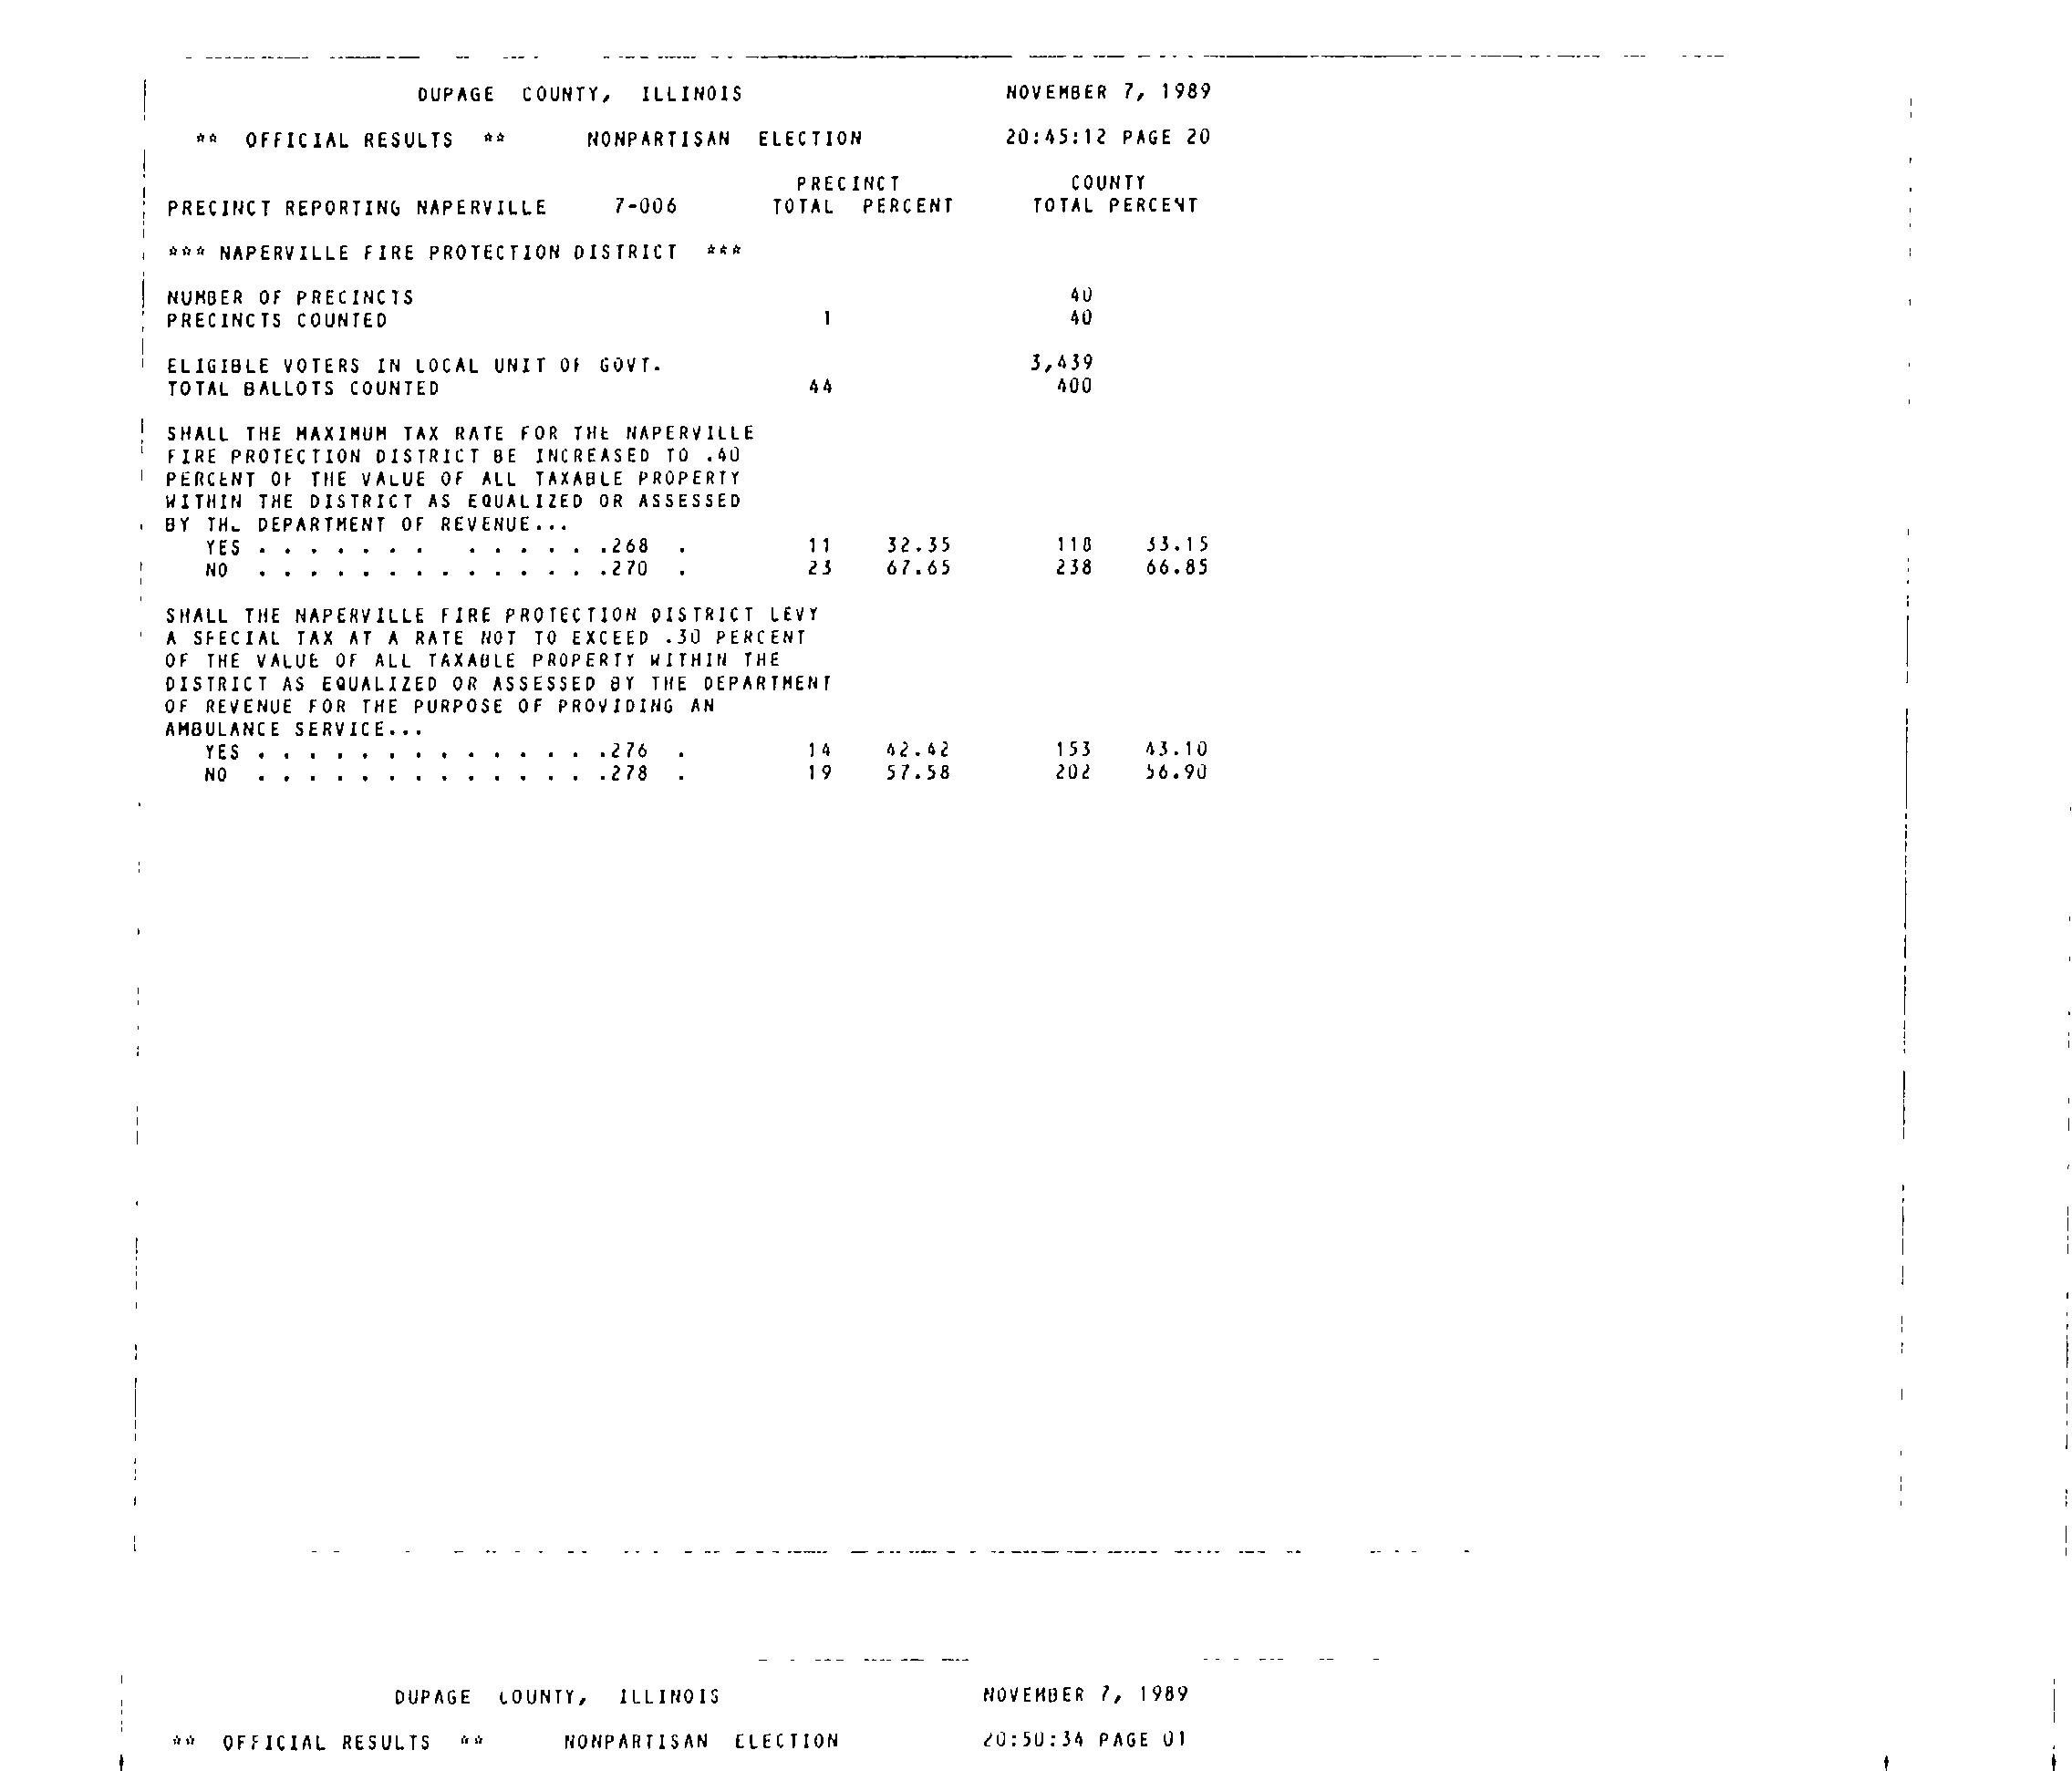 DUPAGE COUNTY, ILLINOIS NOVEMBER 7, 1989
** OFFICIAL RESULTS ** NONPARTISAN ELECTION 20:45:12 PAGE 20
PRECINCT COUNTY
PRECINCT REPORTING NAPERVILLE 7-006 TOTAL PERCENT TOTAL PERCENT
*** NAPERVILLE FIRE PROTECTION DISTRICT ***
NUMBER OF PRECINCTS 40
PRECINCTS COUNTED 1 40
ELIGIBLE VOTERS IN LOCAL UNIT OF GOVT. 3,439
TOTAL BALLOTS COUNTED 44 400
SHALL THE MAXIMUM TAX RATE FOR THE NAPERVILLE
FIRE PROTECTION DISTRICT BE INCREASED TO .40
PERCENT OF THE VALUE OF ALL TAXABLE PROPERTY
WITHIN THE DISTRICT AS EQUALIZED OR ASSESSED
BY THE DEPARTMENT OF REVENUE...
YES . . . . . . . . . . . . .268 . 11 32.35 118 33.15
NO . . . . . . . . . . . . . .270 . 23 67.65 238 66.85
SHALL THE NAPERVILLE FIRE PROTECTION DISTRICT LEVY
A SPECIAL TAX AT A RATE NOT TO EXCEED .30 PERCENT
OF THE VALUE OF ALL TAXABLE PROPERTY WITHIN THE
DISTRICT AS EQUALIZED OR ASSESSED BY THE DEPARTMENT
OF REVENUE FOR THE PURPOSE OF PROVIDING AN
AMBULANCE SERVICE...
YES . . . . . . . . . . . . . .276 . 14 42.42 153 43.10
NO . . . . . . . . . . . . . .278 . 19 57.58 202 56.90
DUPAGE COUNTY, ILLINOIS NOVEMBER 7, 1989
** OFFICIAL RESULTS ** NONPARTISAN ELECTION 20:50:34 PAGE 01